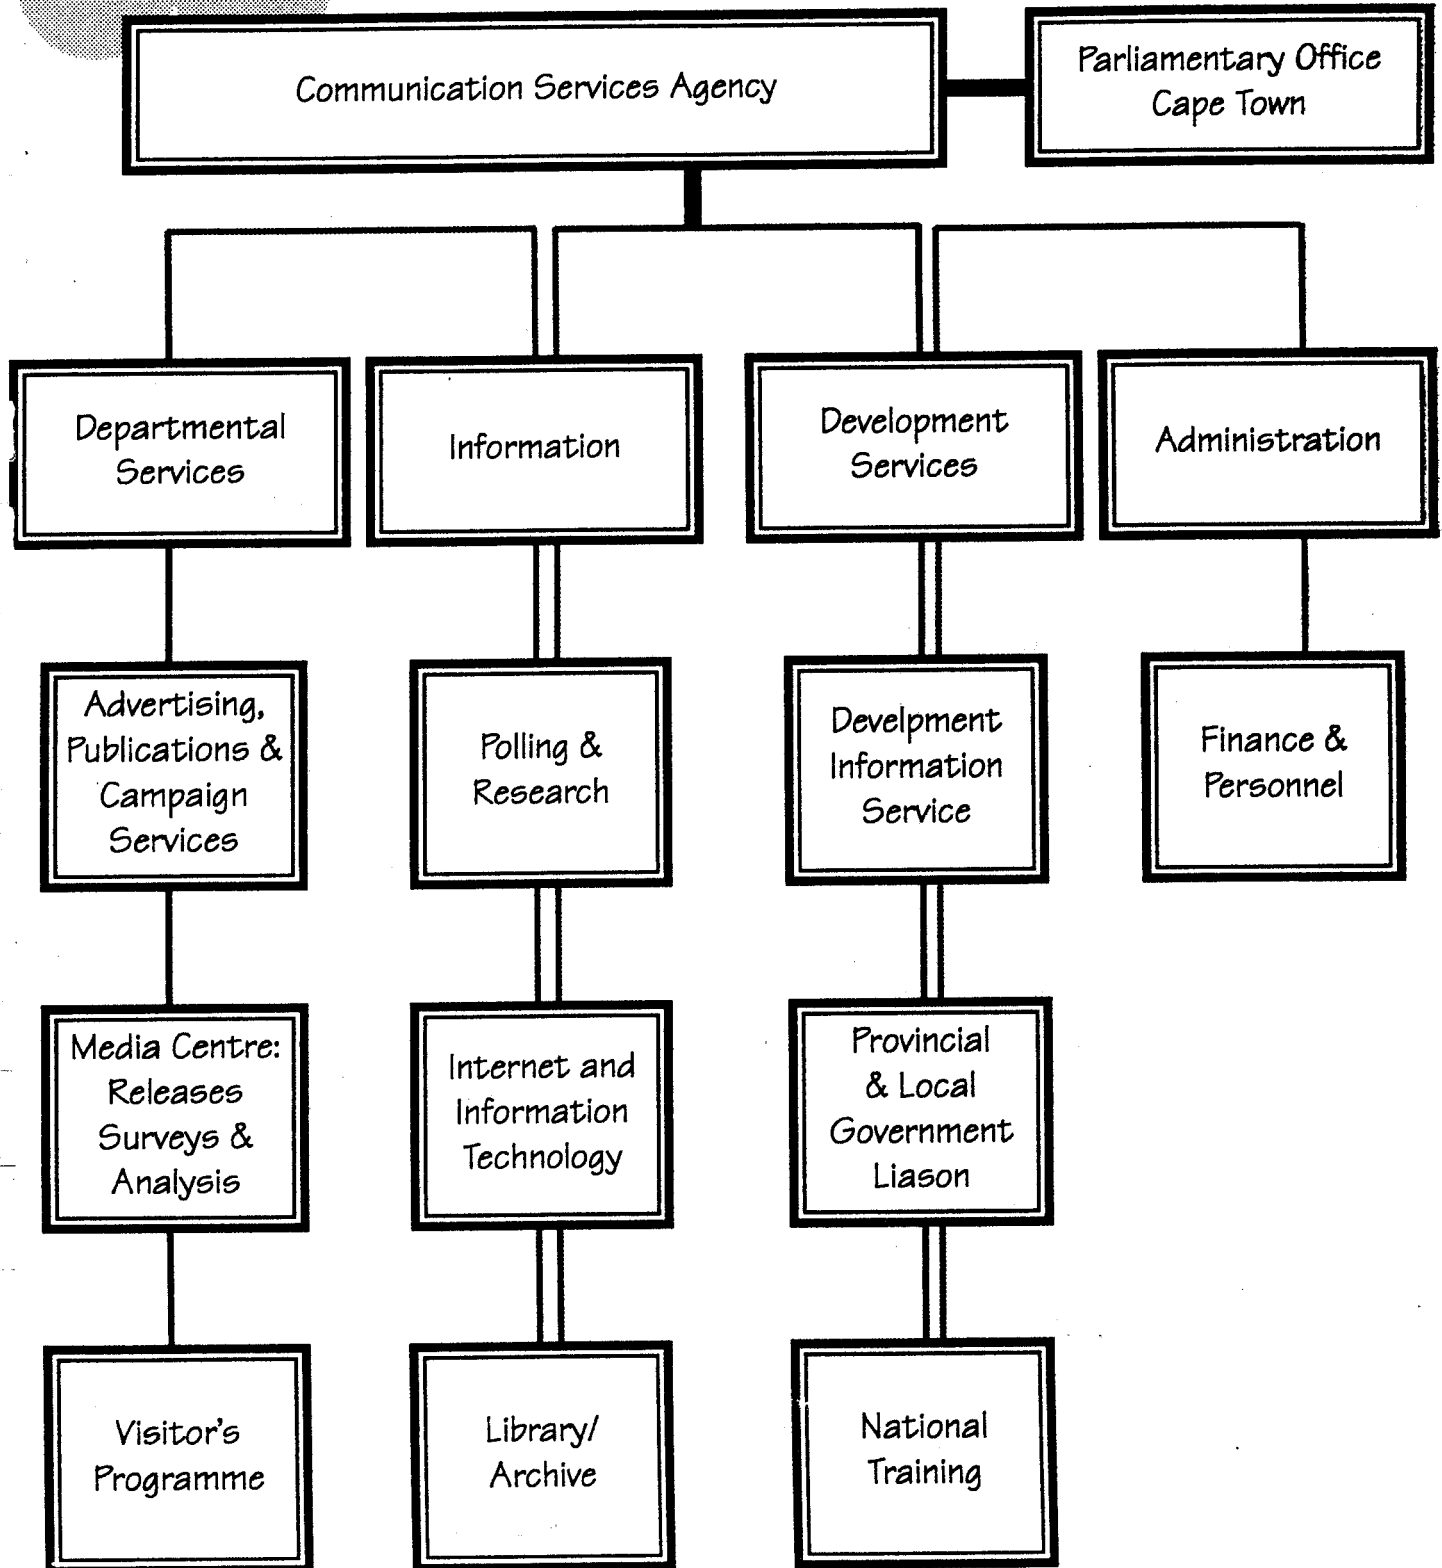 Communication Services Agency
Parliamentary Office
Cape Town
Departmental
Services
Information
Development
Services
Administration
Advertising,
Publications &
Campaign
Services
Polling &
Research
Develpment
Information
Service
Finance &
Personnel
Media Centre:
Releases
Surveys &
Analysis
Internet and
Information
Technology
Provincial
& Local
Government
Liason
Visitor's
Programme
Library/
Archive
National
Training